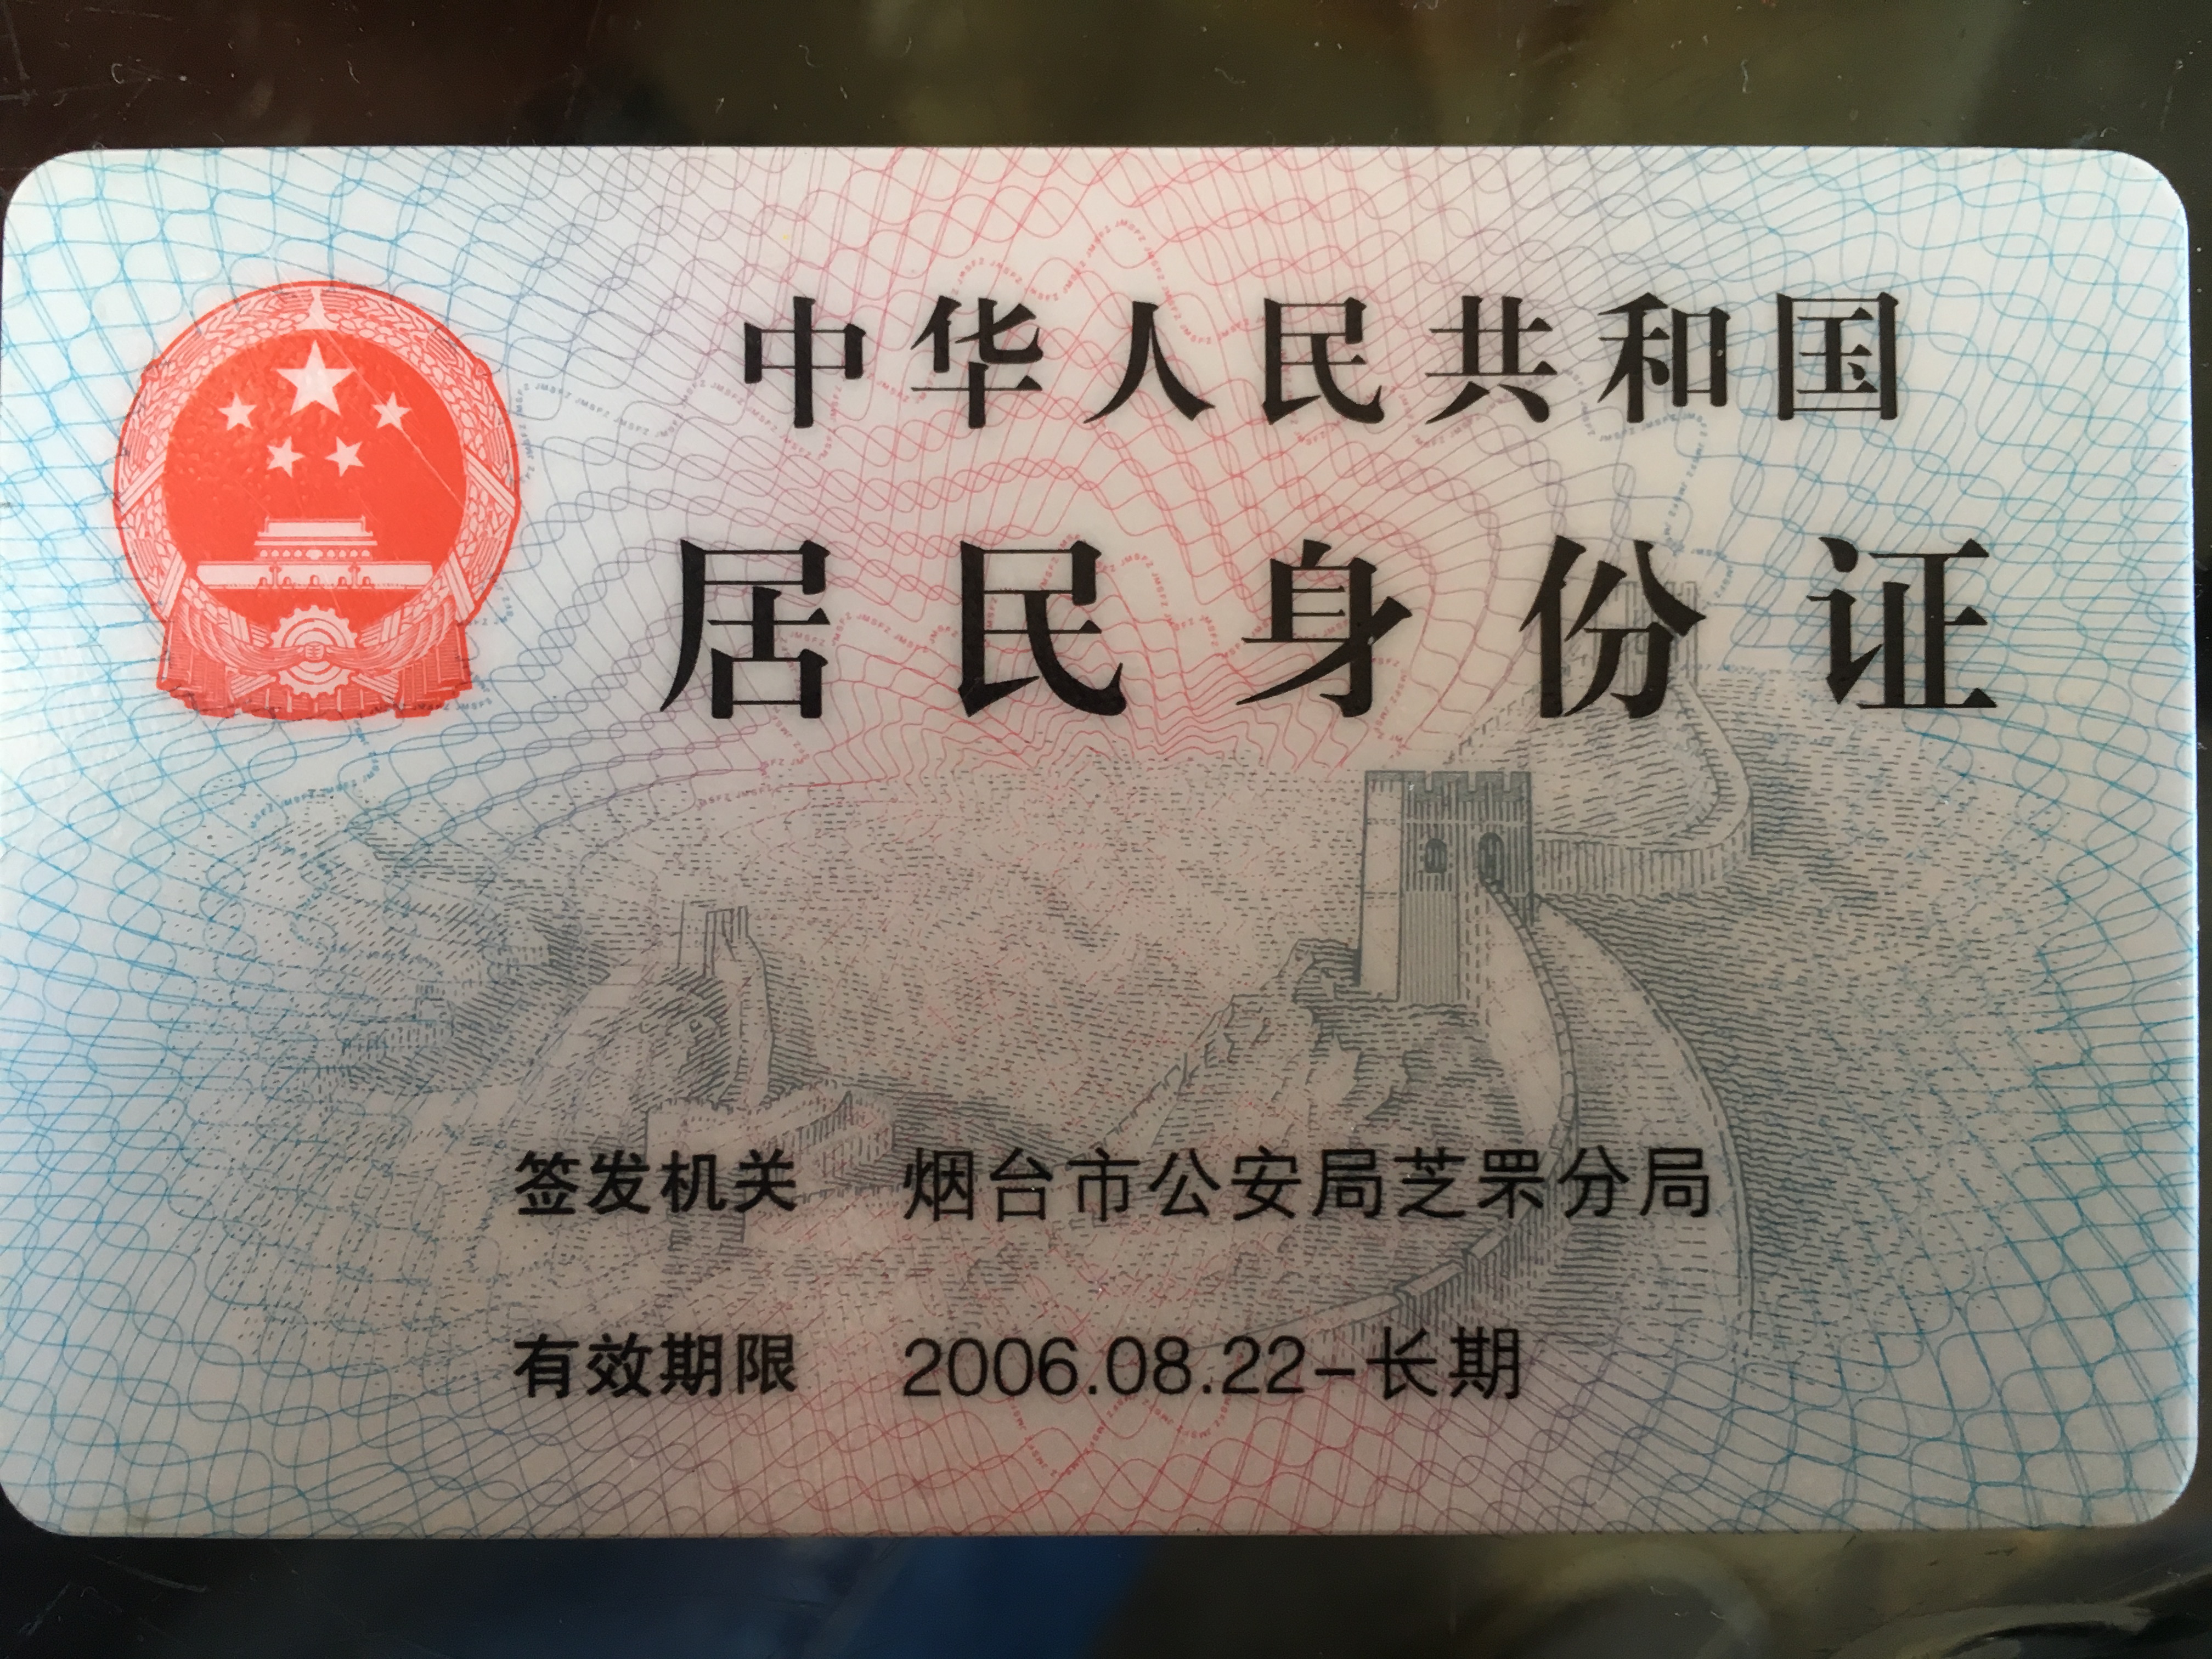 中华人民共和国
居民身份证
签发机关 烟台市公安局芝罘分局
有效期限 2006.08.22-长期